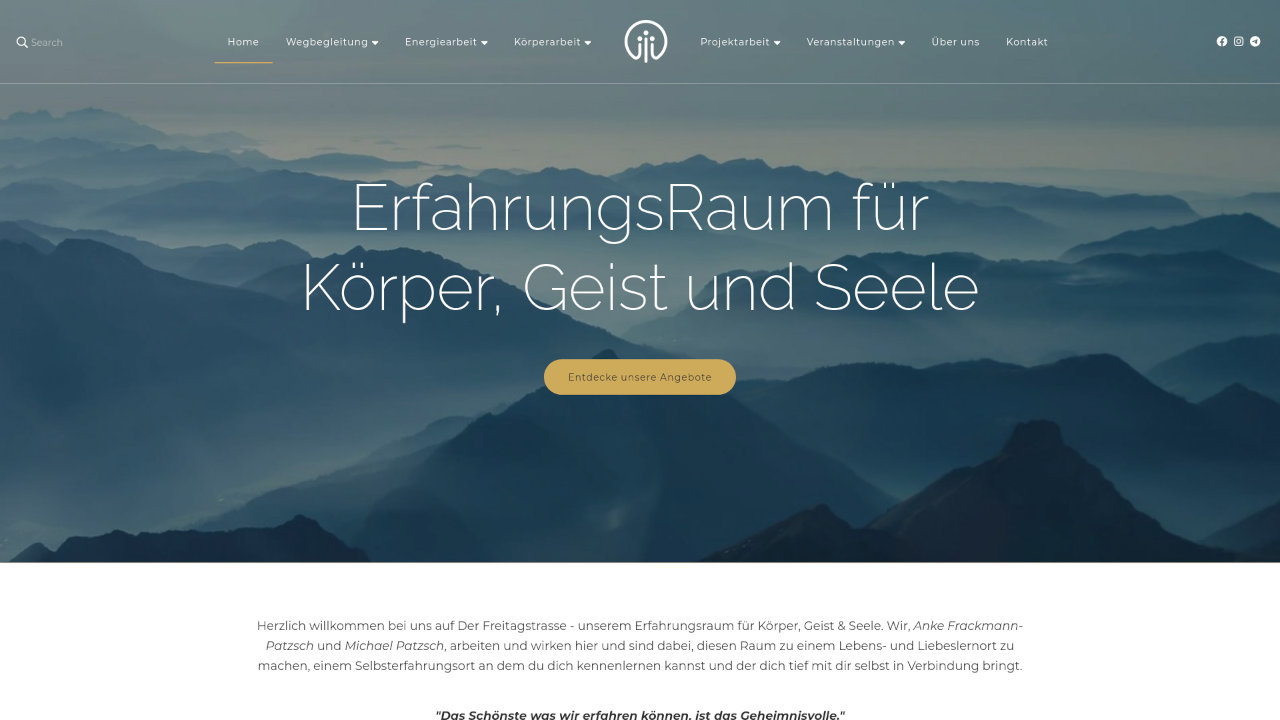 Search
Home
Wegbegleitung
Energiearbeit
Körperarbeit
Projektarbeit
Veranstaltungen
Über uns
Kontakt
ErfahrungsRaum für
Körper, Geist und Seele
Entdecke unsere Angebote
Herzlich willkommen bei uns auf Der Freitagstrasse - unserem Erfahrungsraum für Körper, Geist & Seele. Wir, Anke Frackmann-
Patzsch und Michael Patzsch, arbeiten und wirken hier und sind dabei, diesen Raum zu einem Lebens- und Liebeslernort zu
machen, einem Selbsterfahrungsort an dem du dich kennenlernen kannst und der dich tief mit dir selbst in Verbindung bringt.
"Das Schönste was wir erfahren können, ist das Geheimnisvolle."